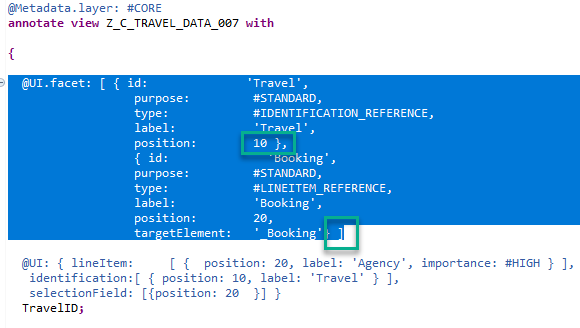 @Metadata.layer: #CORE
annotate view Z_C_TRAVEL_DATA_007 with
{
@UI.facet: [ { id: 'Travel',
purpose: #STANDARD,
type: #IDENTIFICATION_REFERENCE,
label: 'Travel',
position: 10 },
{ id: 'Booking',
purpose: #STANDARD,
type: #LINEITEM_REFERENCE,
label: 'Booking',
position: 20,
targetElement: '_Booking'} ]
@UI: { lineItem: [ { position: 20, label: 'Agency', importance: #HIGH } ],
identification:[ { position: 10, label: 'Travel' } ],
selectionField: [{position: 20 }] }
TravelID;